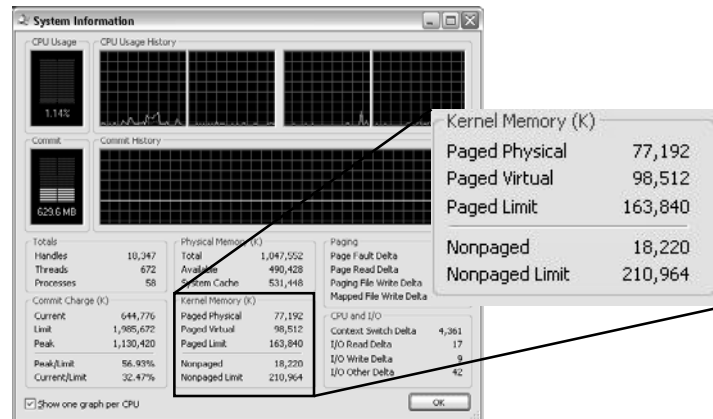 System Information
CPU Usage
CPU Usage History
1.14%
Commit
Commit History
629.6 MB
Totals
Handles 18,347
Threads 672
Processes 58
Commit Charge (K)
Current 644,776
Limit 1,985,672
Peak 1,130,420
Peak/Limit 56.93%
Current/Limit 32.47%
Physical Memory (K)
Total 1,047,552
Available 490,428
System Cache 531,448
Kernel Memory (K)
Paged Physical 77,192
Paged Virtual 98,512
Paged Limit 163,840
Nonpaged 18,220
Nonpaged Limit 210,964
Paging
Page Fault Delta
Page Read Delta
Paging File Write Delta
Mapped File Write Delta
CPU and I/O
Context Switch Delta 4,361
I/O Read Delta 17
I/O Write Delta 9
I/O Other Delta 42
Show one graph per CPU
OK
Kernel Memory (K)
Paged Physical 77,192
Paged Virtual 98,512
Paged Limit 163,840
Nonpaged 18,220
Nonpaged Limit 210,964